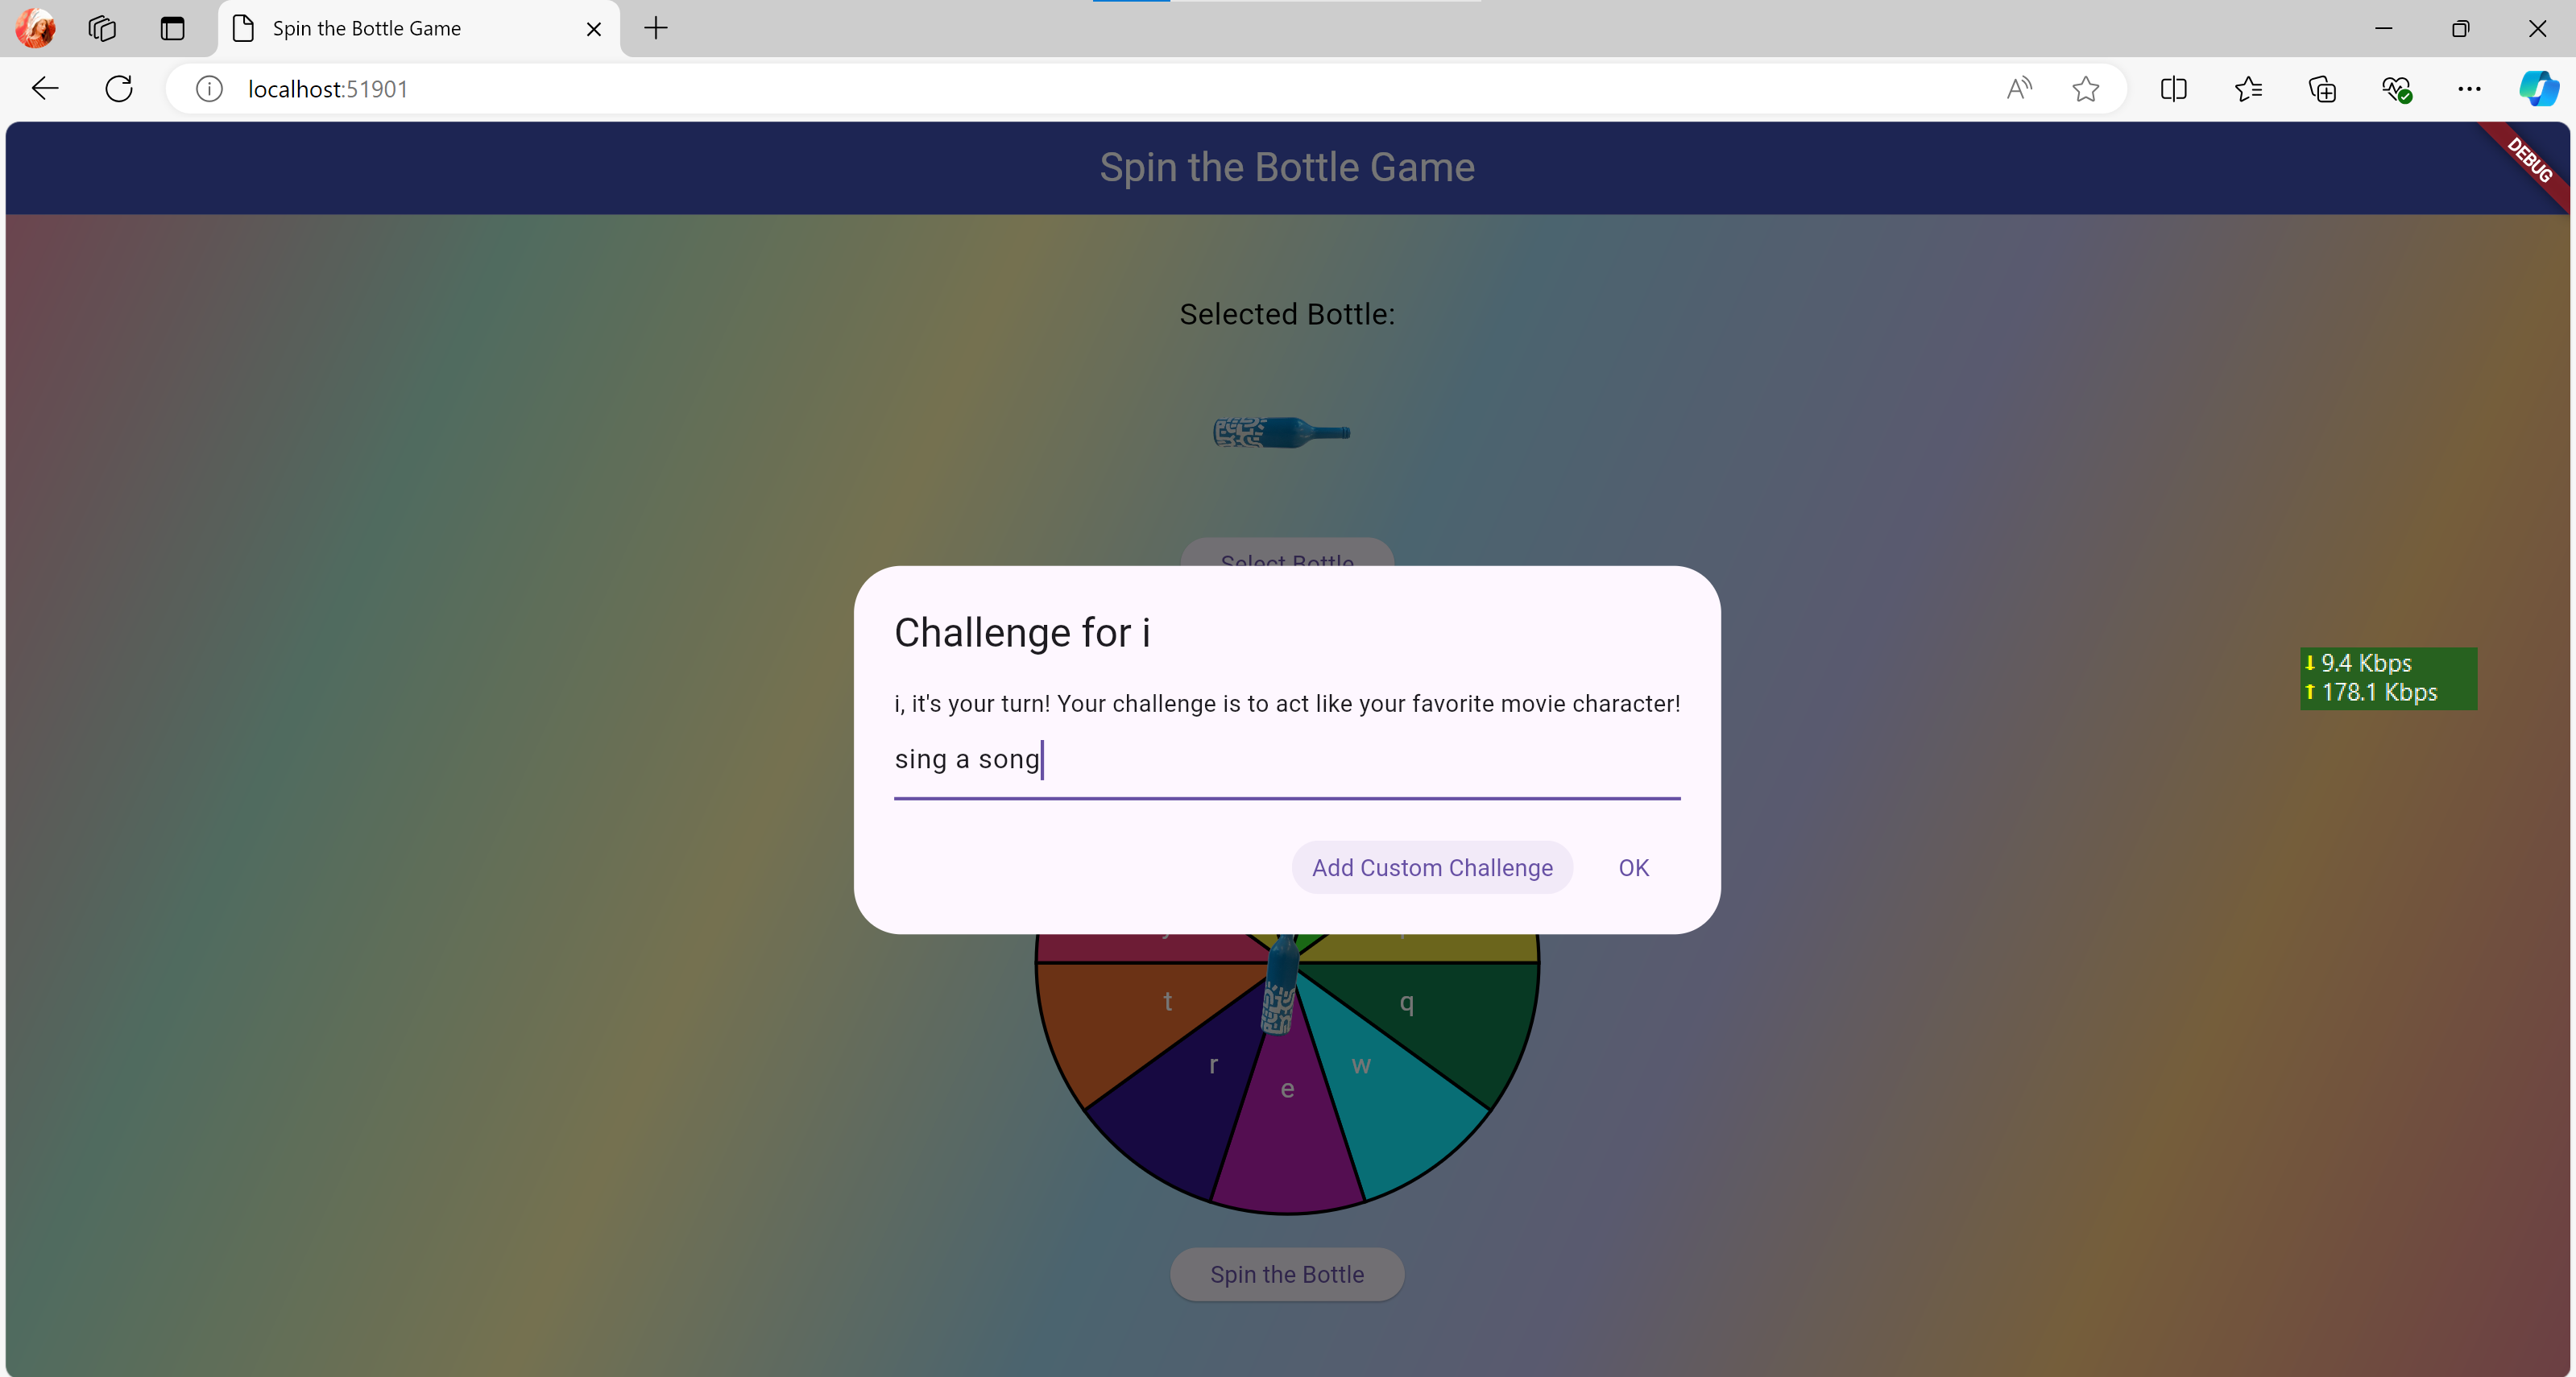 Spin the Bottle Game
localhost:51901
Spin the Bottle Game
DEBUG
Selected Bottle:
Select Bottle
Challenge for i
i, it's your turn! Your challenge is to act like your favorite movie character!
sing a song
Add Custom Challenge OK
9.4 Kbps
178.1 Kbps
t
q
r
w
e
Spin the Bottle